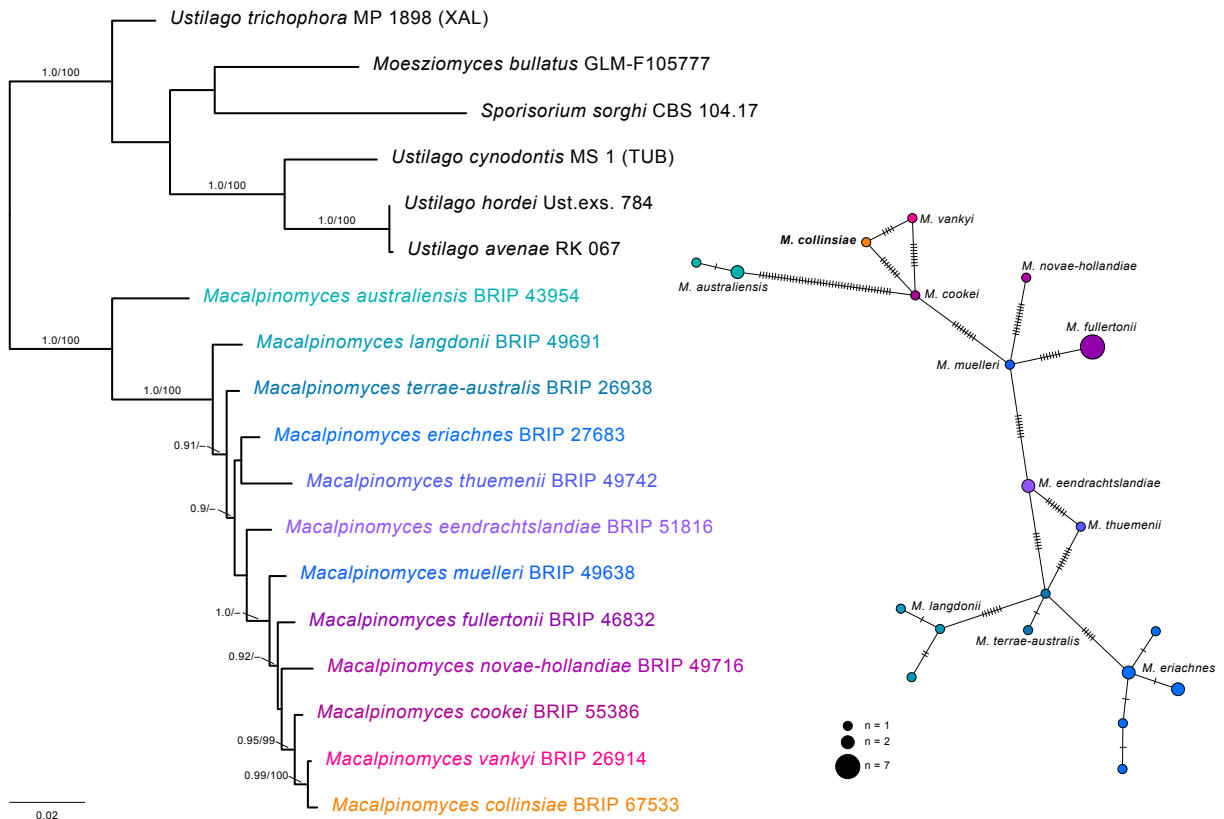 Ustilago trichophora MP 1898 (XAL)
1.0/100
Moesziomyces bullatus GLM-F105777
Sporisorium sorghi CBS 104.17
Ustilago cynodontis MS 1 (TUB)
1.0/100
Ustilago hordei Ust.exs. 784
1.0/100
Ustilago avenae RK 067
Macalpinomyces australiensis BRIP 43954
1.0/100
Macalpinomyces langdonii BRIP 49691
1.0/100
Macalpinomyces terrae-australis BRIP 26938
Macalpinomyces eriachnes BRIP 27683
0.91/–
Macalpinomyces thuemenii BRIP 49742
0.9/–
Macalpinomyces eendrachtslandiae BRIP 51816
Macalpinomyces muelleri BRIP 49638
1.0/–
Macalpinomyces fullertonii BRIP 46832
0.92/–
Macalpinomyces novae-hollandiae BRIP 49716
Macalpinomyces cookei BRIP 55386
0.95/99
Macalpinomyces vankyi BRIP 26914
0.99/100
Macalpinomyces collinsiae BRIP 67533
0.02
M. vankyi
M. collinsiae
M. novae-hollandiae
M. australiensis
M. cookei
M. fullertonii
M. muelleri
M. eendrachtslandiae
M. thuemenii
M. langdonii
M. terrae-australis
M. eriachnes
n = 1
n = 2
n = 7